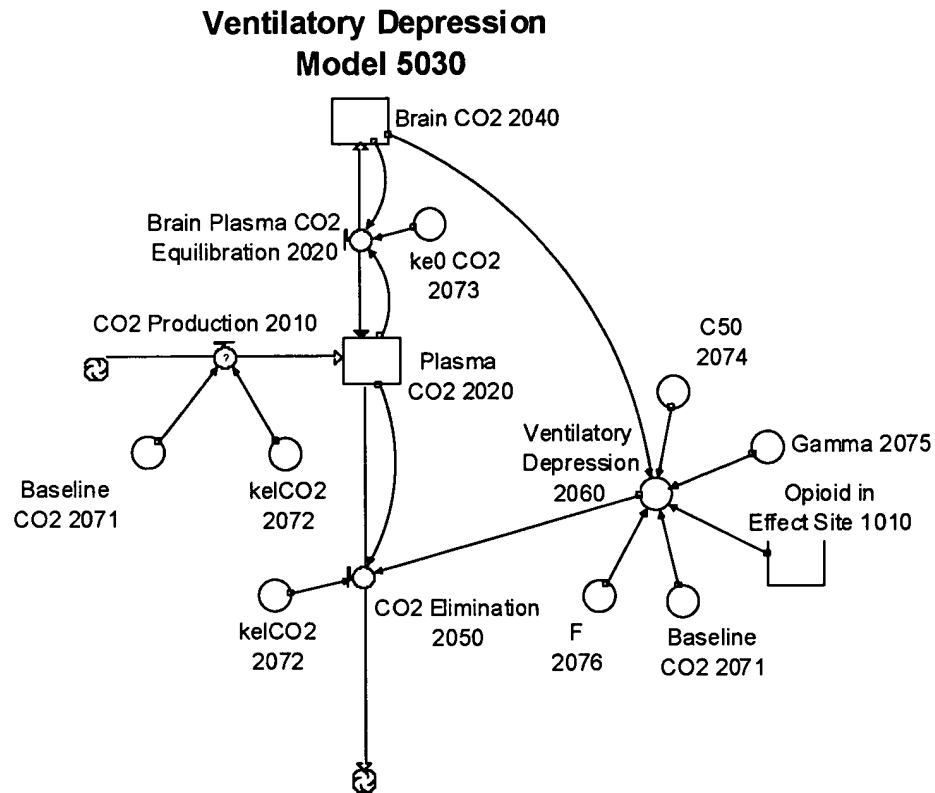 Ventilatory Depression
Model 5030
Brain CO2 2040
Brain Plasma CO2
Equilibration 2020
ke0 CO2
2073
CO2 Production 2010
?
Plasma
CO2 2020
C50
2074
Ventilatory
Depression
2060
Gamma 2075
Opioid in
Effect Site 1010
Baseline
CO2 2071
kelCO2
2072
kelCO2
2072
CO2 Elimination
2050
F
2076
Baseline
CO2 2071